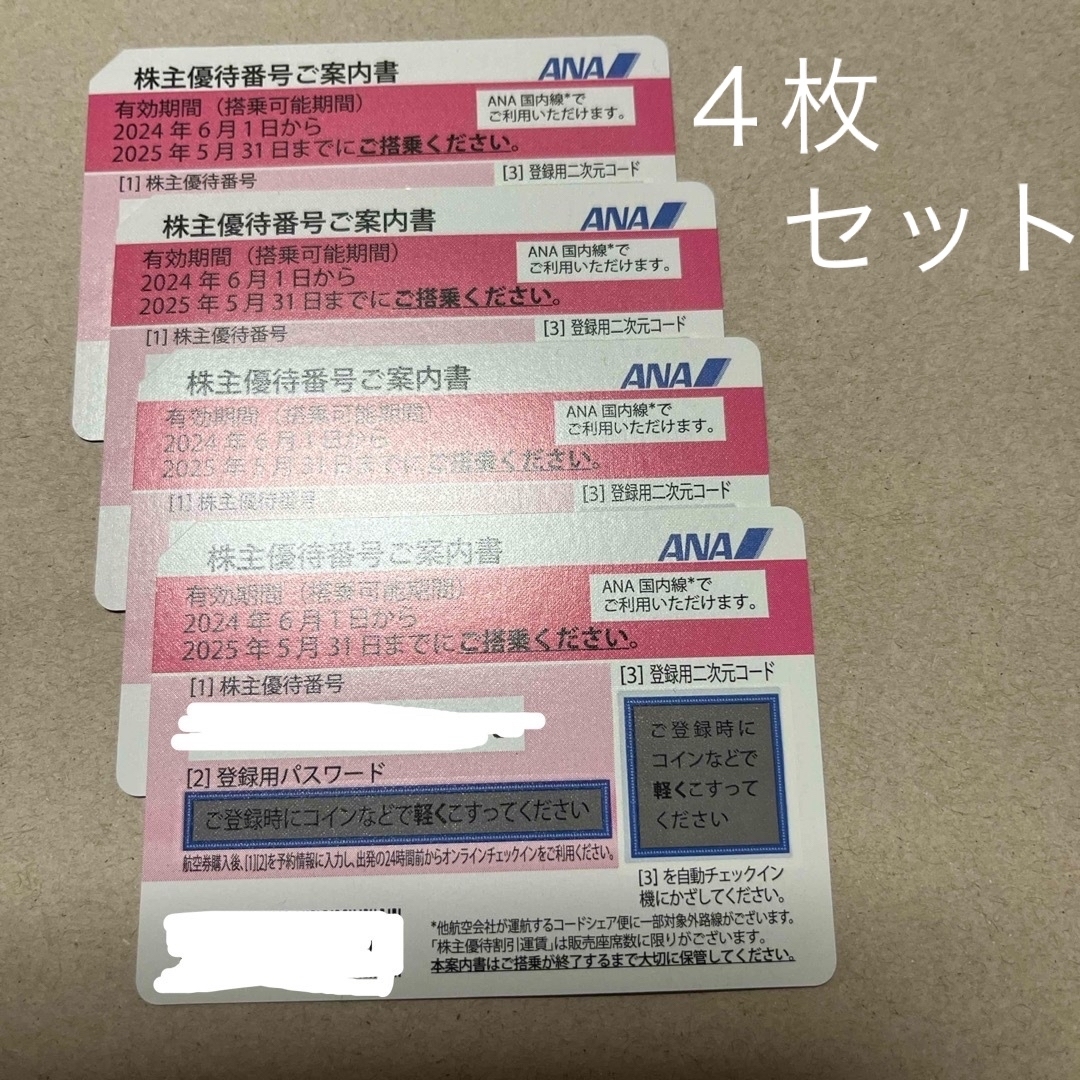 4枚
セット
株主優待番号ご案内書
ANA
有効期間（搭乗可能期間）
2024年6月1日から
2025年5月31日までにご搭乗ください。
ANA国内線*で
ご利用いただけます。
[1] 株主優待番号
[3] 登録用二次元コード
株主優待番号ご案内書
ANA
有効期間（搭乗可能期間）
2024年6月1日から
2025年5月31日までにご搭乗ください。
ANA国内線*で
ご利用いただけます。
[1] 株主優待番号
[3] 登録用二次元コード
株主優待番号ご案内書
ANA
有効期間（搭乗可能期間）
2024年6月1日から
2025年5月31日までにご搭乗ください。
ANA国内線*で
ご利用いただけます。
[1] 株主優待番号
[3] 登録用二次元コード
株主優待番号ご案内書
ANA
有効期間（搭乗可能期間）
2024年6月1日から
2025年5月31日までにご搭乗ください。
ANA国内線*で
ご利用いただけます。
[1] 株主優待番号
[2] 登録用パスワード
ご登録時にコインなどで軽くこすってください
航空券購入後、[1][2]を予約情報に入力し、出発の24時間前からオンラインチェックインをご利用ください。
[3] 登録用二次元コード
ご登録時に
コインなどで
軽くこすって
ください
[3] を自動チェックイン
機にかざしてください。
*他航空会社が運航するコードシェア便に一部対象外路線がございます。
「株主優待割引運賃」は販売座席数に限りがございます。
本案内書はご搭乗が終了するまで大切に保管してください。